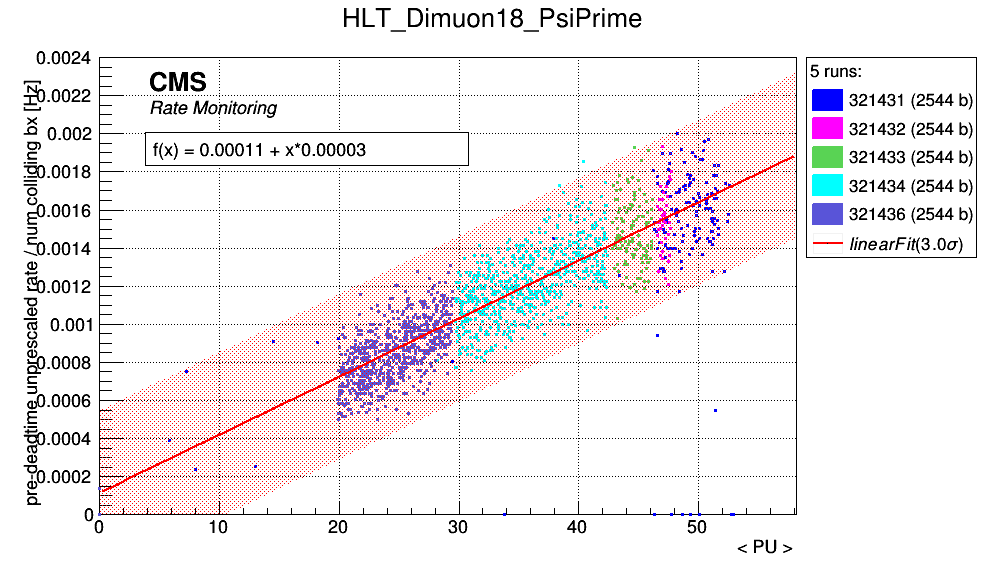 HLT_Dimuon18_PsiPrime
pre-deadtime unprescaled rate / num colliding bx [Hz]
0.0024
0.0022
0.002
0.0018
0.0016
0.0014
0.0012
0.001
0.0008
0.0006
0.0004
0.0002
0
CMS
Rate Monitoring
f(x) = 0.00011 + x*0.00003
0 10 20 30 40 50
< PU >
5 runs:
321431 (2544 b)
321432 (2544 b)
321433 (2544 b)
321434 (2544 b)
321436 (2544 b)
linearFit(3.0σ)